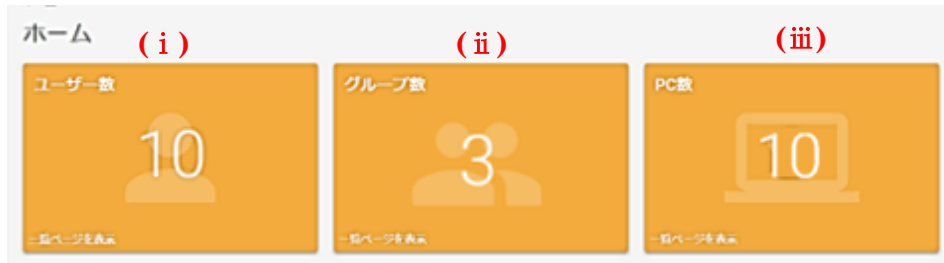 ホーム
(ⅰ) (ⅱ) (ⅲ)
ユーザー数 グループ数 PC数
10 3 10
一覧ページを表示 一覧ページを表示 一覧ページを表示